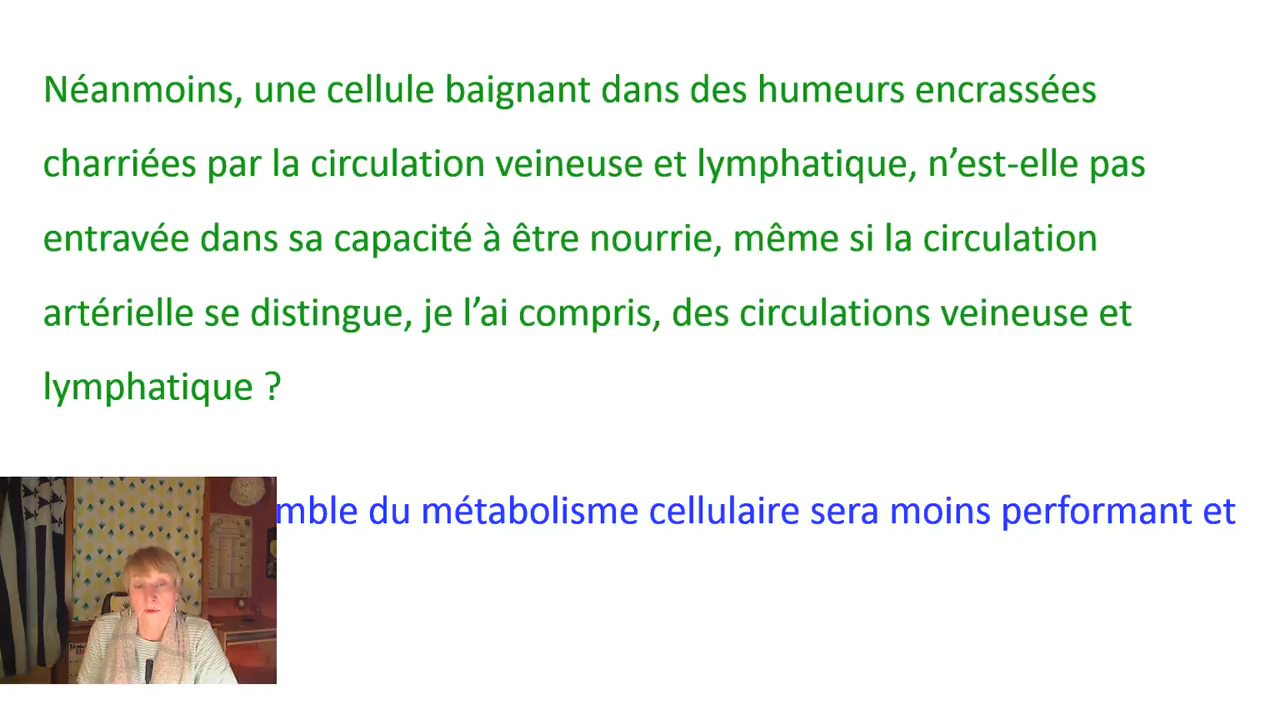 Néanmoins, une cellule baignant dans des humeurs encrassées
charriées par la circulation veineuse et lymphatique, n’est-elle pas
entravée dans sa capacité à être nourrie, même si la circulation
artérielle se distingue, je l’ai compris, des circulations veineuse et
lymphatique ?
mble du métabolisme cellulaire sera moins performant et